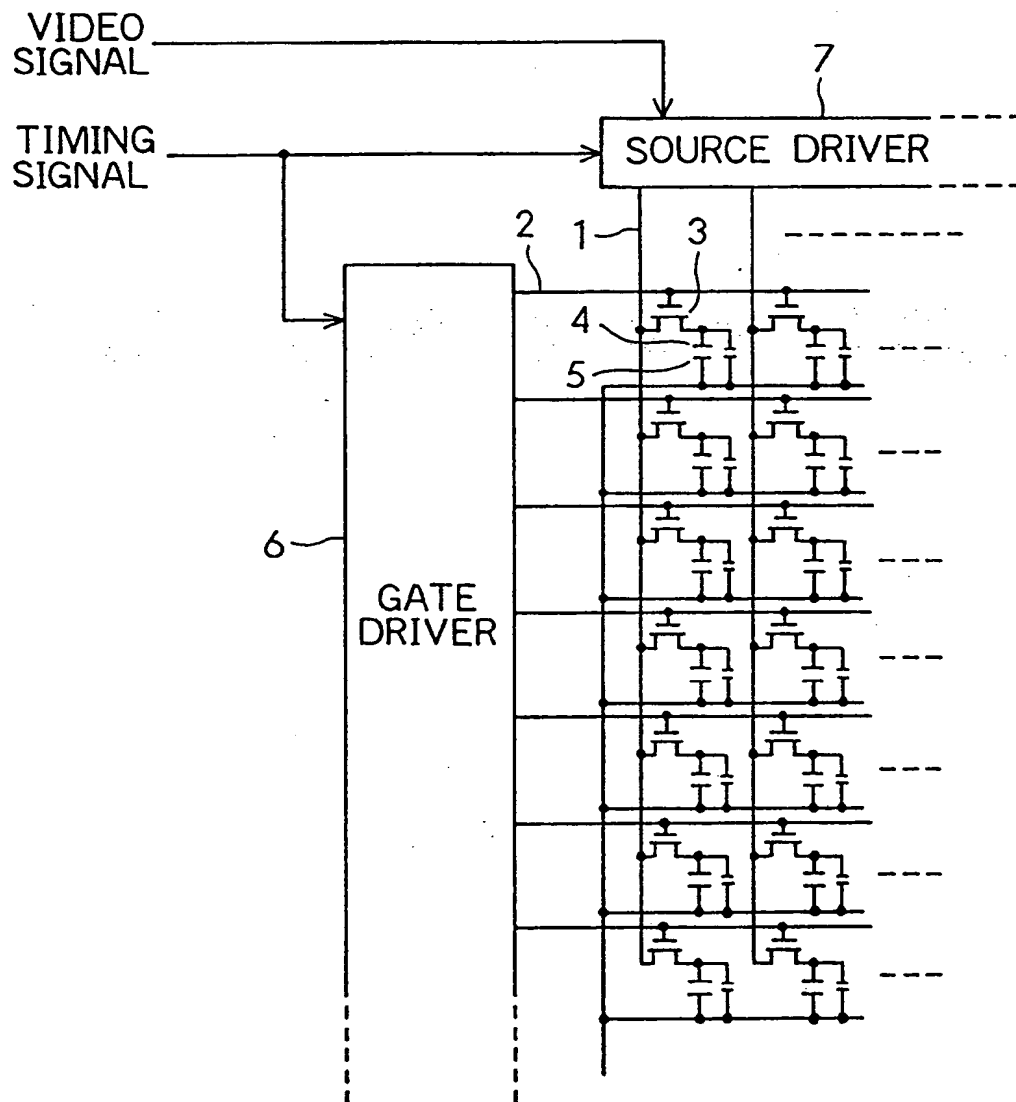 VIDEO
SIGNAL
7
TIMING
SIGNAL
SOURCE DRIVER
1
3
2
4
5
6
GATE
DRIVER